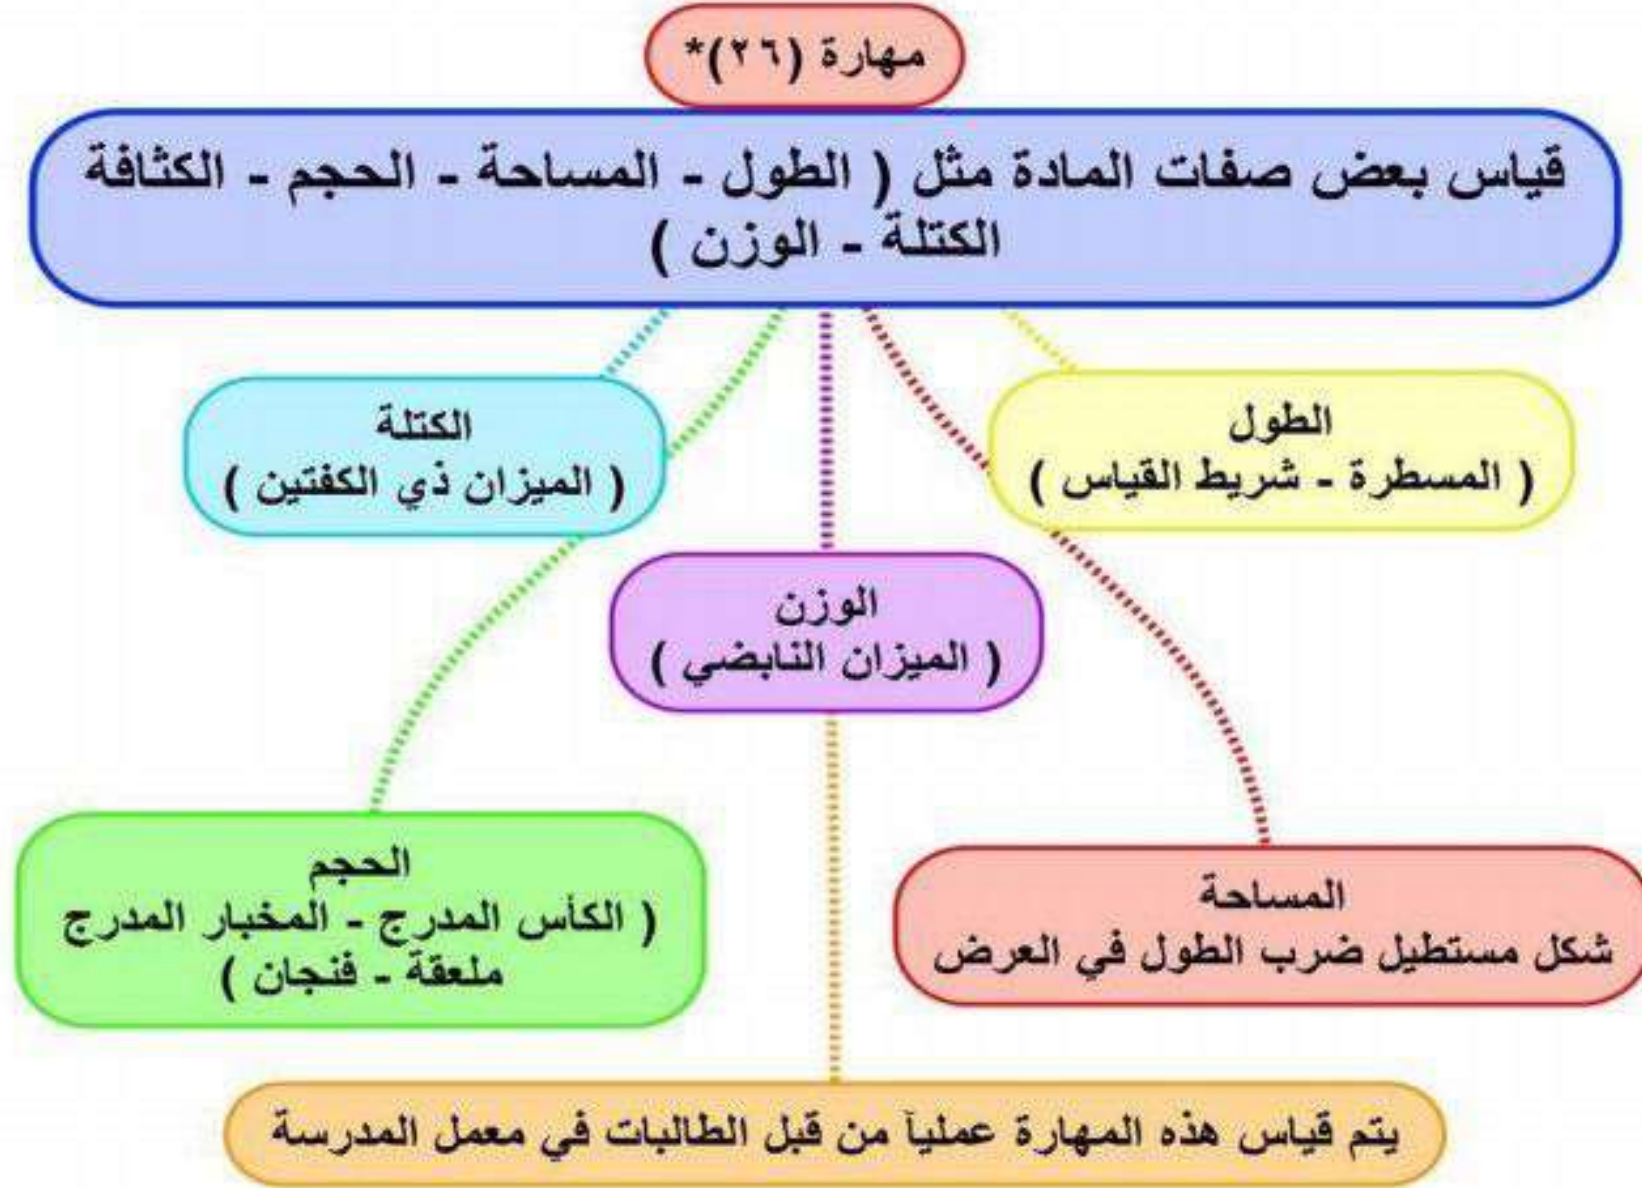 مهارة (٢٦)*
قياس بعض صفات المادة مثل ( الطول - المساحة - الحجم - الكثافة
الكتلة - الوزن )
الطول
( المسطرة - شريط القياس )
الكتلة
( الميزان ذي الكفتين )
الوزن
( الميزان النابضي )
المساحة
شكل مستطيل ضرب الطول في العرض
الحجم
( الكأس المدرج - المخبار المدرج
ملعقة - فنجان )
يتم قياس هذه المهارة عملياً من قبل الطالبات في معمل المدرسة